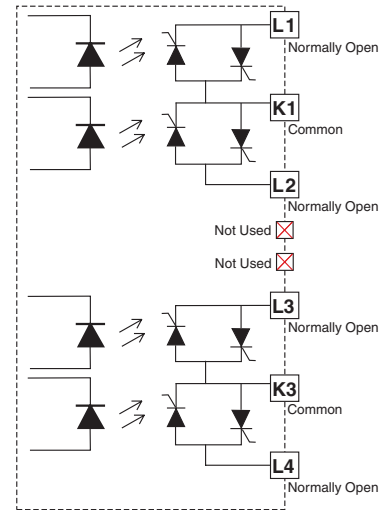 L1
Normally Open
K1
Common
L2
Normally Open
Not Used
Not Used
L3
Normally Open
K3
Common
L4
Normally Open